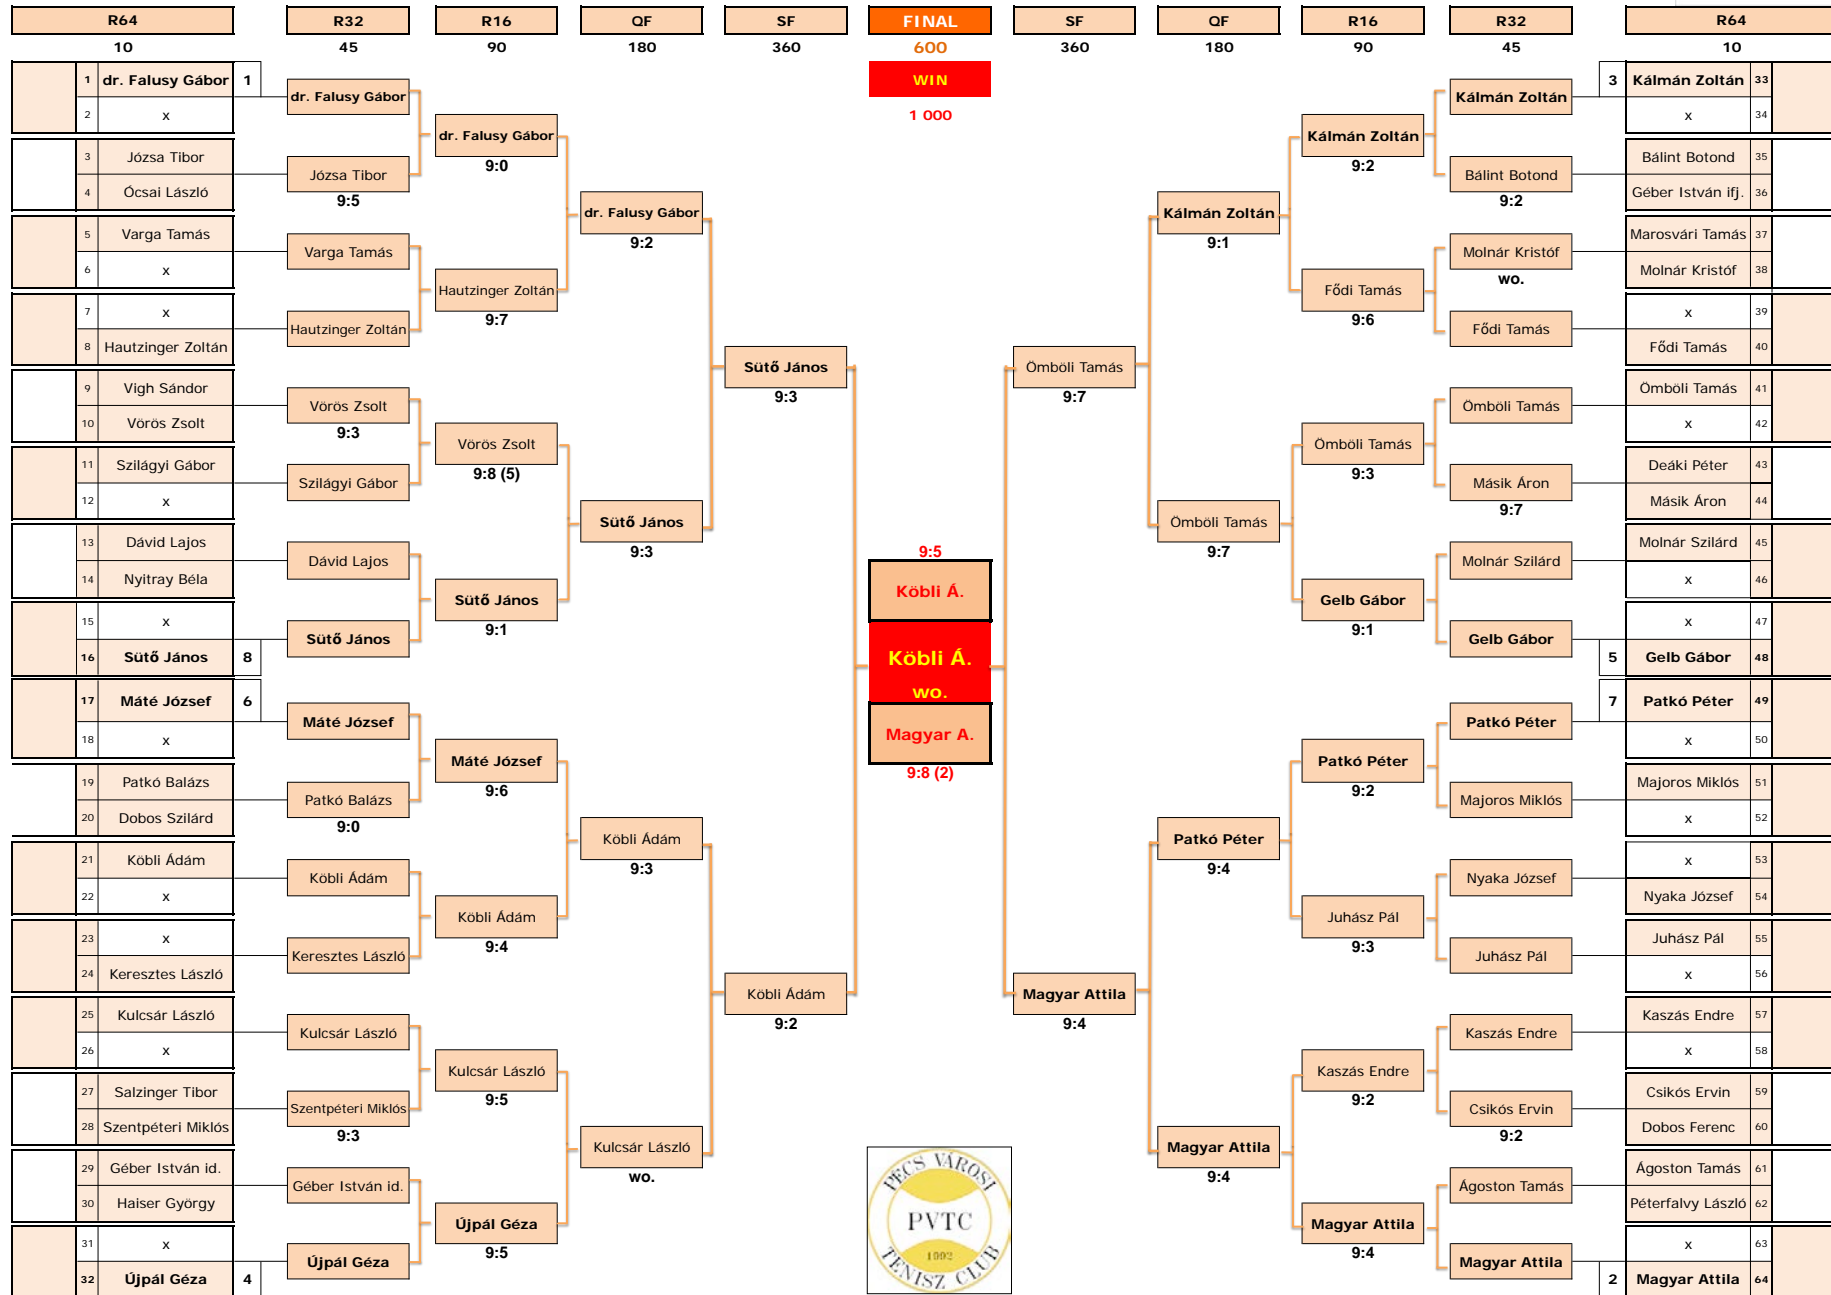 R64 R32 R16 QF SF FINAL SF QF R16 R32 R64
10 45 90 180 360 600 360 180 90 45 10
WIN
1 000
1 dr. Falusy Gábor 1
2 x
3 Józsa Tibor
4 Ócsai László
5 Varga Tamás
6 x
7 x
8 Hautzinger Zoltán
9 Vigh Sándor
10 Vörös Zsolt
11 Szilágyi Gábor
12 x
13 Dávid Lajos
14 Nyitray Béla
15 x
16 Sütő János 8
17 Máté József 6
18 x
19 Patkó Balázs
20 Dobos Szilárd
21 Köbli Ádám
22 x
23 x
24 Keresztes László
25 Kulcsár László
26 x
27 Salzinger Tibor
28 Szentpéteri Miklós
29 Géber István id.
30 Haiser György
31 x
32 Újpál Géza 4
dr. Falusy Gábor
Józsa Tibor
9:5
Varga Tamás
Hautzinger Zoltán
Vörös Zsolt
9:3
Szilágyi Gábor
Dávid Lajos
Sütő János
Máté József
Patkó Balázs
9:0
Köbli Ádám
Keresztes László
Kulcsár László
Szentpéteri Miklós
9:3
Géber István id.
Újpál Géza
dr. Falusy Gábor
9:0
Hautzinger Zoltán
9:7
Vörös Zsolt
9:8 (5)
Sütő János
9:1
Máté József
9:6
Köbli Ádám
9:4
Kulcsár László
9:5
Újpál Géza
9:5
dr. Falusy Gábor
9:2
Sütő János
9:3
Köbli Ádám
9:3
Kulcsár László
wo.
Sütő János
9:3
Köbli Ádám
9:2
9:5
Köbli Á.
Köbli Á.
wo.
Magyar A.
9:8 (2)
PÉCS VÁROSI
PVTC
1992
TENISZ CLUB
Ömböli Tamás
9:7
Magyar Attila
9:4
Kálmán Zoltán
9:1
Ömböli Tamás
9:7
Patkó Péter
9:4
Magyar Attila
9:4
Kálmán Zoltán
9:2
Fődi Tamás
9:6
Ömböli Tamás
9:3
Gelb Gábor
9:1
Patkó Péter
9:2
Juhász Pál
9:3
Kaszás Endre
9:2
Magyar Attila
9:4
Kálmán Zoltán
Bálint Botond
9:2
Molnár Kristóf
wo.
Fődi Tamás
Ömböli Tamás
Másik Áron
9:7
Molnár Szilárd
Gelb Gábor
Patkó Péter
Majoros Miklós
Nyaka József
Juhász Pál
Kaszás Endre
Csikós Ervin
9:2
Ágoston Tamás
Magyar Attila
3 Kálmán Zoltán 33
x 34
Bálint Botond 35
Géber István ifj. 36
Marosvári Tamás 37
Molnár Kristóf 38
x 39
Fődi Tamás 40
Ömböli Tamás 41
x 42
Deáki Péter 43
Másik Áron 44
Molnár Szilárd 45
x 46
x 47
5 Gelb Gábor 48
7 Patkó Péter 49
x 50
Majoros Miklós 51
x 52
x 53
Nyaka József 54
Juhász Pál 55
x 56
Kaszás Endre 57
x 58
Csikós Ervin 59
Dobos Ferenc 60
Ágoston Tamás 61
Péterfalvy László 62
x 63
2 Magyar Attila 64